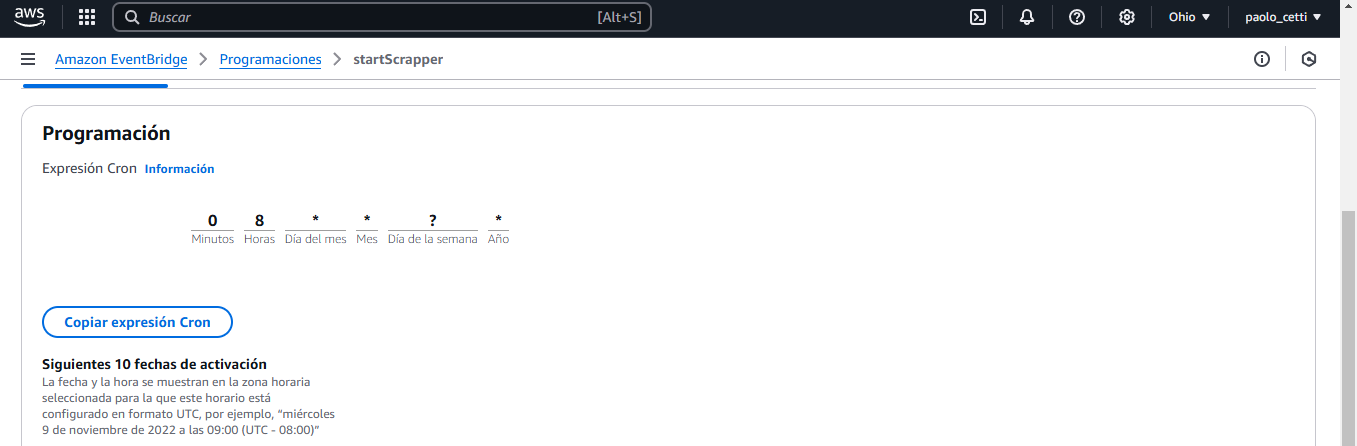 aws
Buscar [Alt+S] Ohio paolo_cetti
Amazon EventBridge Programaciones startScrapper
Programación
Expresión Cron Información
0 8 * * ? *
Minutos Horas Día del mes Mes Día de la semana Año
Copiar expresión Cron
Siguientes 10 fechas de activación
La fecha y la hora se muestran en la zona horaria
seleccionada para la que este horario está
configurado en formato UTC, por ejemplo, “miércoles
9 de noviembre de 2022 a las 09:00 (UTC - 08:00)”